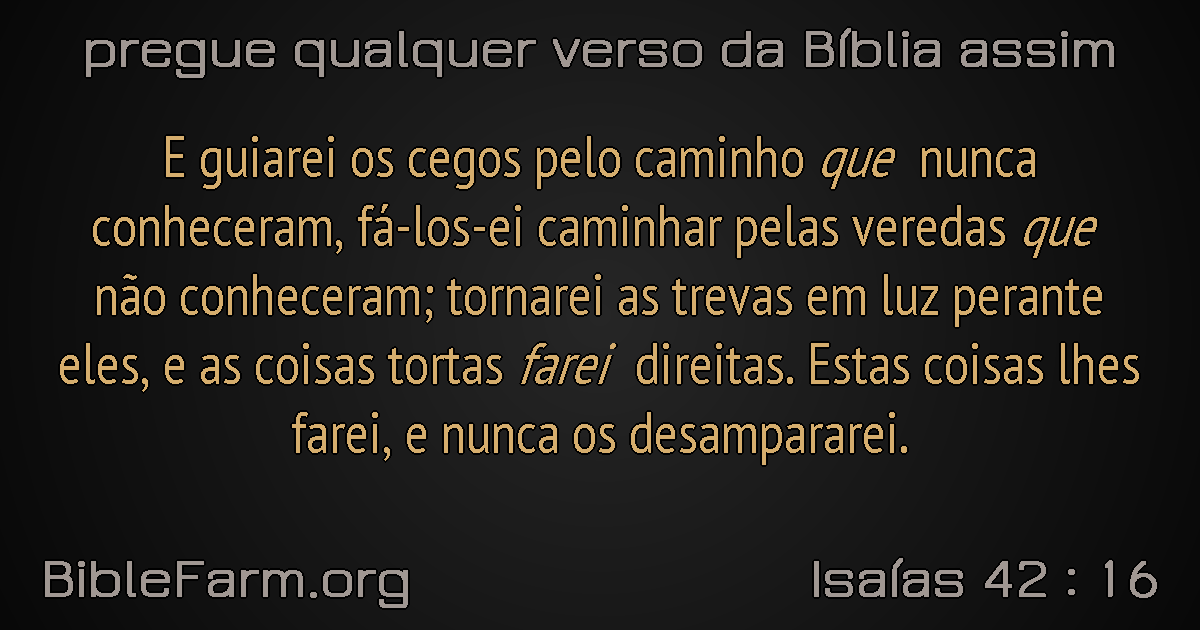 pregue qualquer verso da Bíblia assim
E guiarei os cegos pelo caminho que nunca
conheceram, fá-los-ei caminhar pelas veredas que
não conheceram; tornarei as trevas em luz perante
eles, e as coisas tortas farei direitas. Estas coisas lhes
farei, e nunca os desampararei.
BibleFarm.org
Isaías 42 : 16